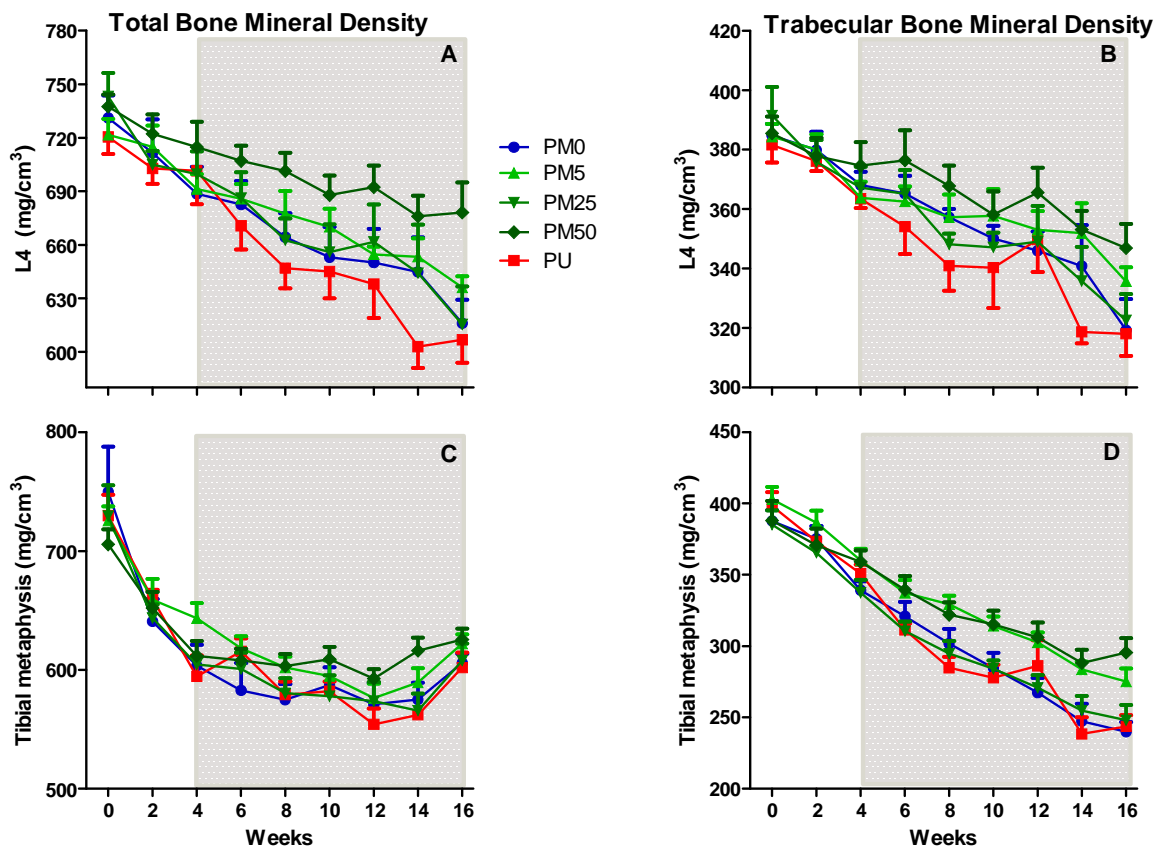 Total Bone Mineral Density
Trabecular Bone Mineral Density
A
780
750
720
690
660
630
600
L4 (mg/cm³)
PM0
PM5
PM25
PM50
PU
B
420
400
380
360
340
320
300
L4 (mg/cm³)
C
800
700
600
500
Tibial metaphysis (mg/cm³)
0 2 4 6 8 10 12 14 16
Weeks
D
450
400
350
300
250
200
Tibial metaphysis (mg/cm³)
0 2 4 6 8 10 12 14 16
Weeks